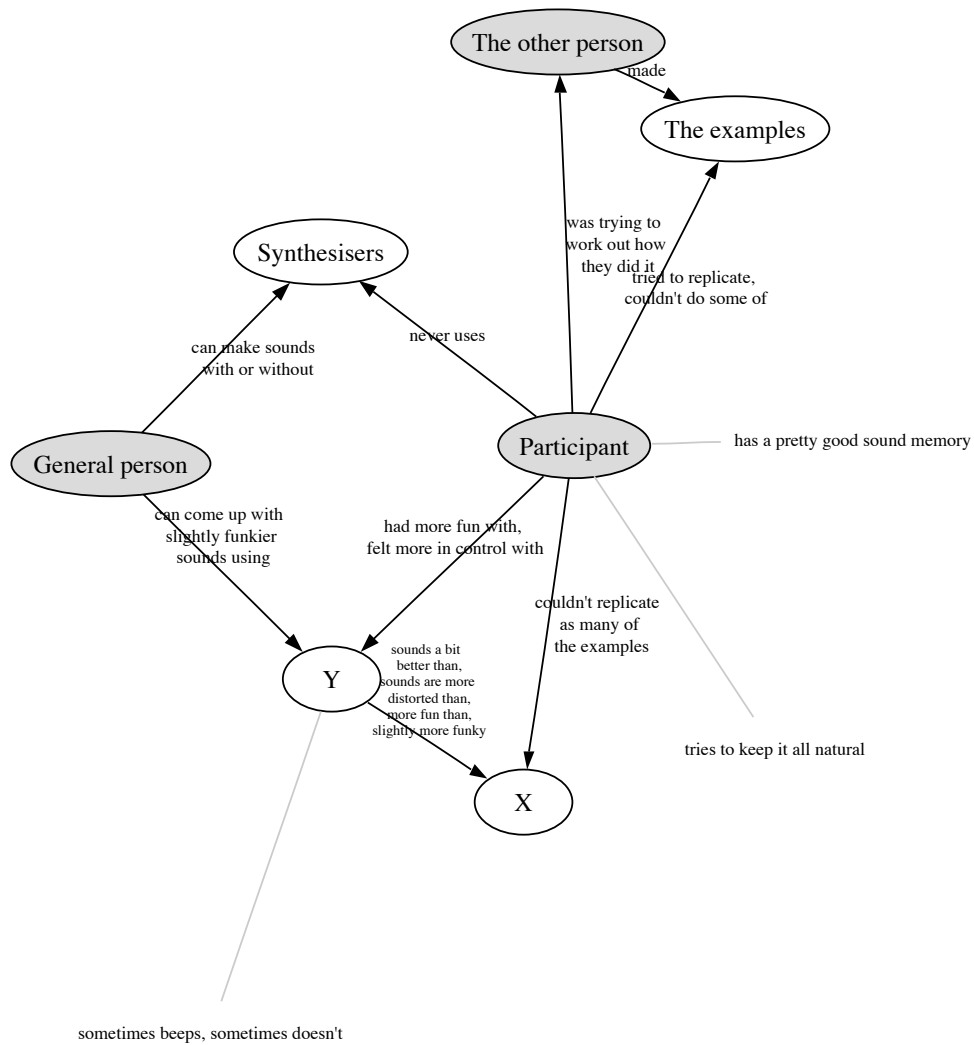 The other person
made
The examples
was trying to
work out how
they did it
tried to replicate,
couldn't do some of
Synthesisers
can make sounds
with or without
never uses
General person
Participant
has a pretty good sound memory
can come up with
slightly funkier
sounds using
had more fun with,
felt more in control with
couldn't replicate
as many of
the examples
sounds a bit
better than,
sounds are more
distorted than,
more fun than,
slightly more funky
Y
tries to keep it all natural
X
sometimes beeps, sometimes doesn't